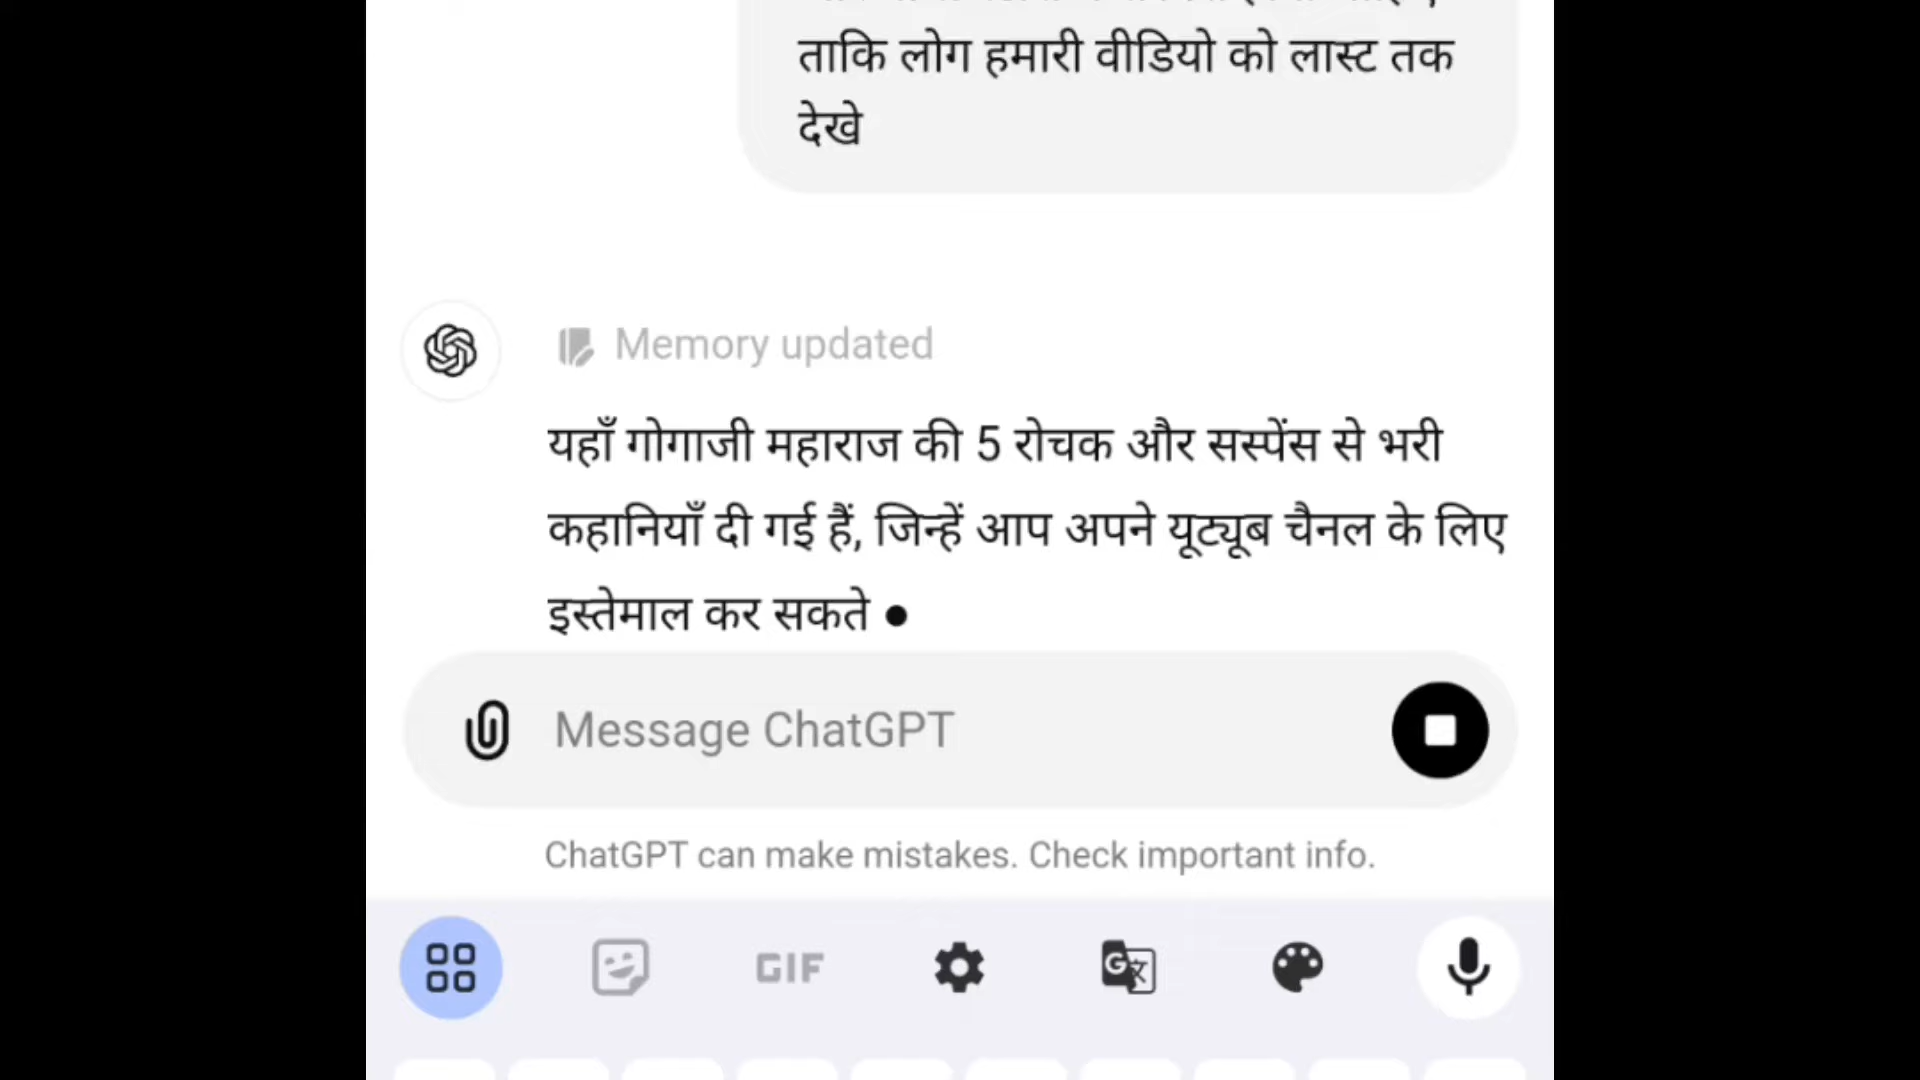 ताकि लोग हमारी वीडियो को लास्ट तक
देखे
Memory updated
यहाँ गोगाजी महाराज की 5 रोचक और सस्पेंस से भरी
कहानियाँ दी गई हैं, जिन्हें आप अपने यूट्यूब चैनल के लिए
इस्तेमाल कर सकते
Message ChatGPT
ChatGPT can make mistakes. Check important info.
GIF